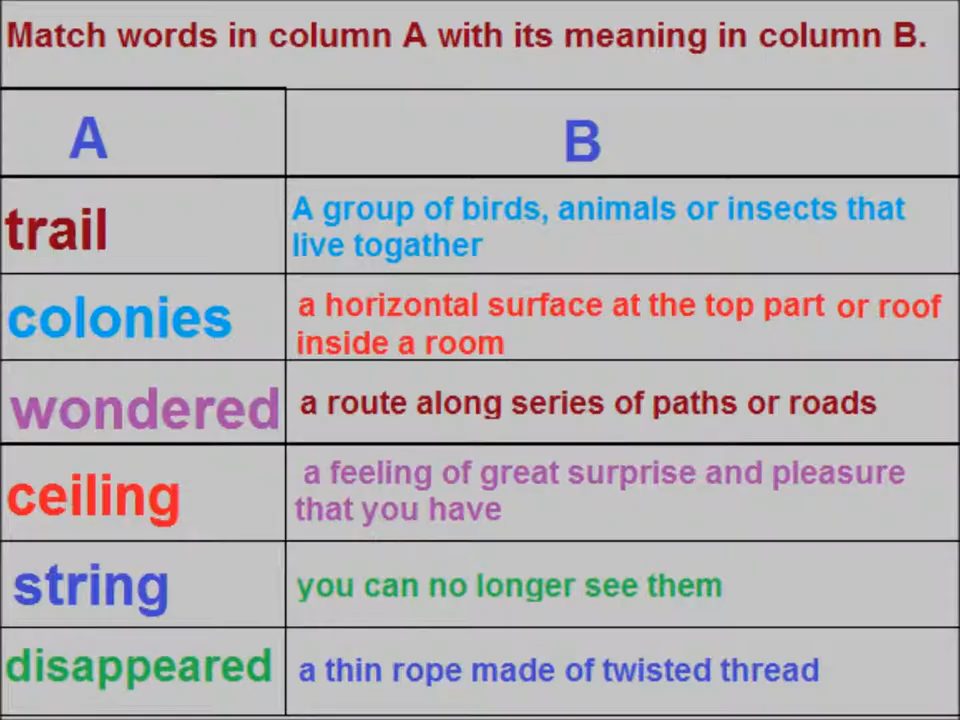 Match words in column A with its meaning in column B.
A
B
trail
A group of birds, animals or insects that
live togather
colonies
a horizontal surface at the top part or roof
inside a room
wondered
a route along series of paths or roads
ceiling
a feeling of great surprise and pleasure
that you have
string
you can no longer see them
disappeared
a thin rope made of twisted thread